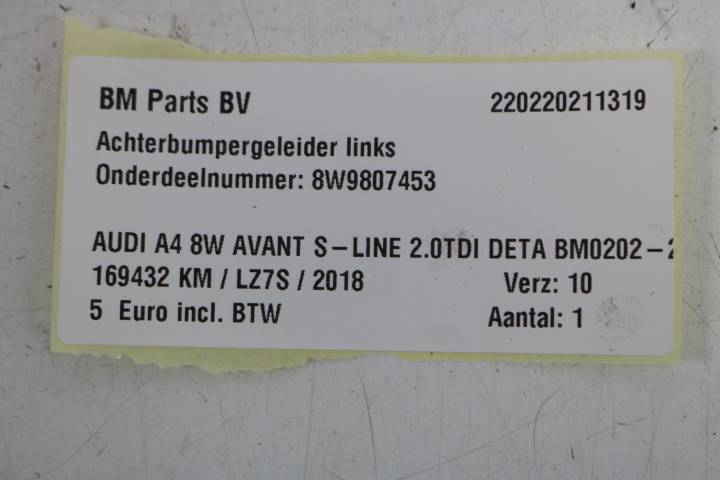 BM Parts BV 220220211319
Achterbumpergeleider links
Onderdeelnummer: 8W9807453
AUDI A4 8W AVANT S-LINE 2.0TDI DETA BM0202-2
169432 KM / LZ7S / 2018 Verz: 10
5 Euro incl. BTW Aantal: 1